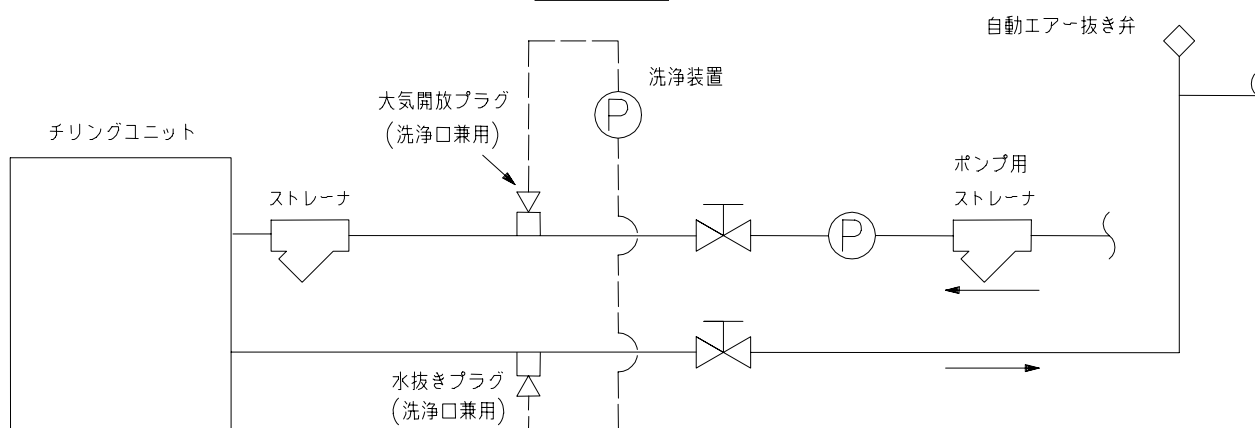 自動エアー抜き弁
洗浄装置
P
大気開放プラグ
(洗浄口兼用)
チリングユニット
ポンプ用
ストレーナ
ストレーナ
P
水抜きプラグ
(洗浄口兼用)